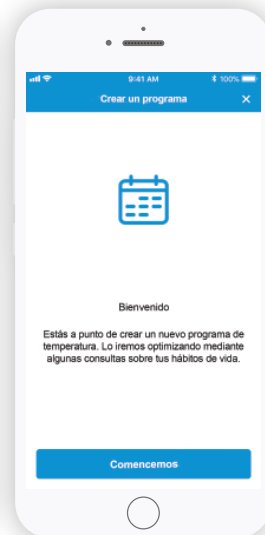 9:41 AM
100%
Crear un programa
Bienvenido
Estás a punto de crear un nuevo programa de
temperatura. Lo iremos optimizando mediante
algunas consultas sobre tus hábitos de vida.
Comencemos